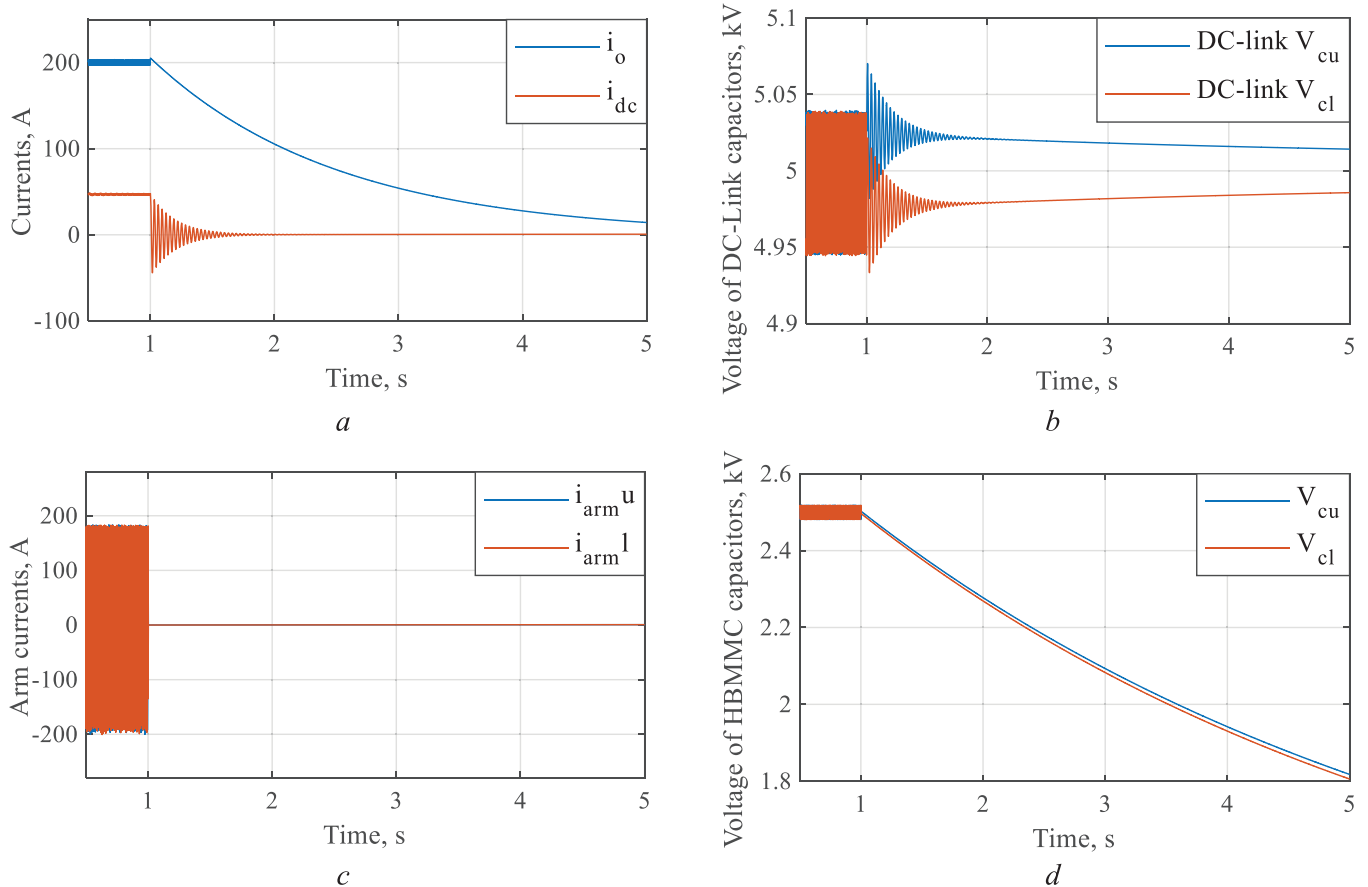 Currents, A
200
100
0
-100
1 2 3 4 5
Time, s
i_o
i_dc
a
Voltage of DC-Link capacitors, kV
5.1
5.05
5
4.95
4.9
1 2 3 4 5
Time, s
DC-link V_cu
DC-link V_cl
b
Arm currents, A
200
100
0
-100
-200
1 2 3 4 5
Time, s
i_arm u
i_arm l
c
Voltage of HBMMC capacitors, kV
2.6
2.4
2.2
2
1.8
1 2 3 4 5
Time, s
V_cu
V_cl
d